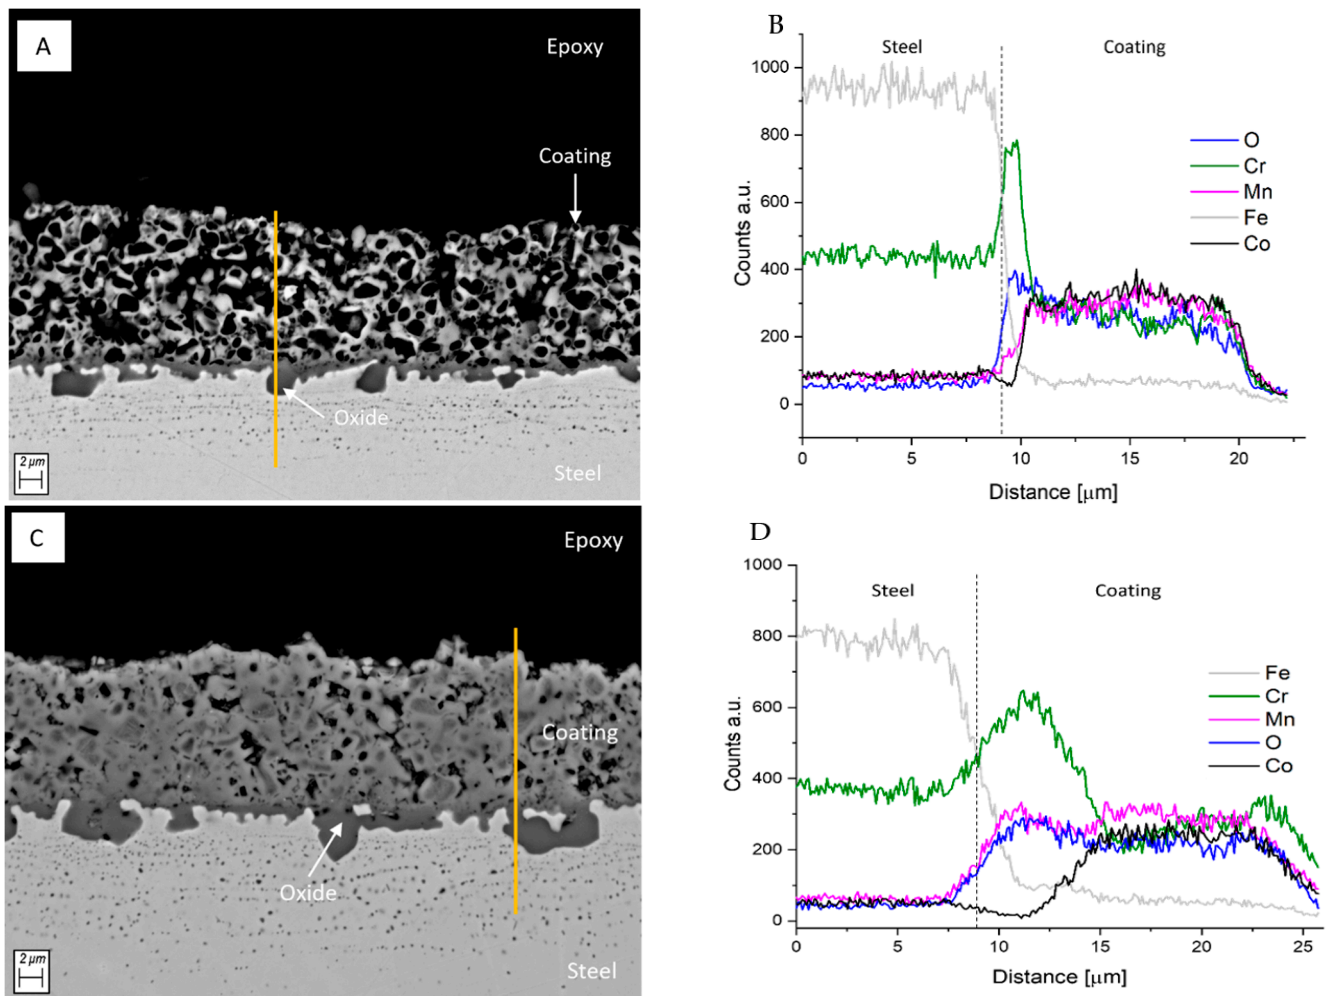 A
Epoxy
Coating
Oxide
Steel
2 μm
B
Steel
Coating
1000
800
600
400
200
0
Counts a.u.
O
Cr
Mn
Fe
Co
0
5
10
15
20
Distance [μm]
C
Epoxy
Coating
Oxide
Steel
2 μm
D
Steel
Coating
1000
800
600
400
200
0
Counts a.u.
Fe
Cr
Mn
O
Co
0
5
10
15
20
25
Distance [μm]